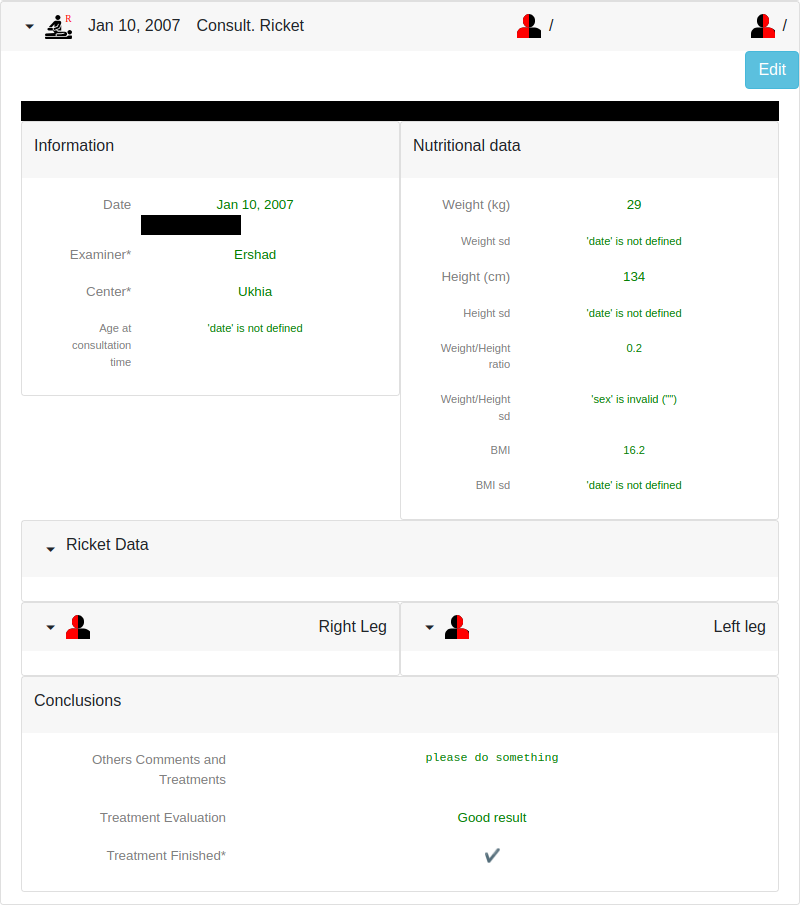 R
Jan 10, 2007 Consult. Ricket / /
Edit
Information
Date Jan 10, 2007
Examiner* Ershad
Center* Ukhia
Age at 'date' is not defined
consultation
time
Nutritional data
Weight (kg) 29
Weight sd 'date' is not defined
Height (cm) 134
Height sd 'date' is not defined
Weight/Height 0.2
ratio
Weight/Height 'sex' is invalid ("")
sd
BMI 16.2
BMI sd 'date' is not defined
Ricket Data
Right Leg
Left leg
Conclusions
Others Comments and please do something
Treatments
Treatment Evaluation Good result
Treatment Finished* ✔